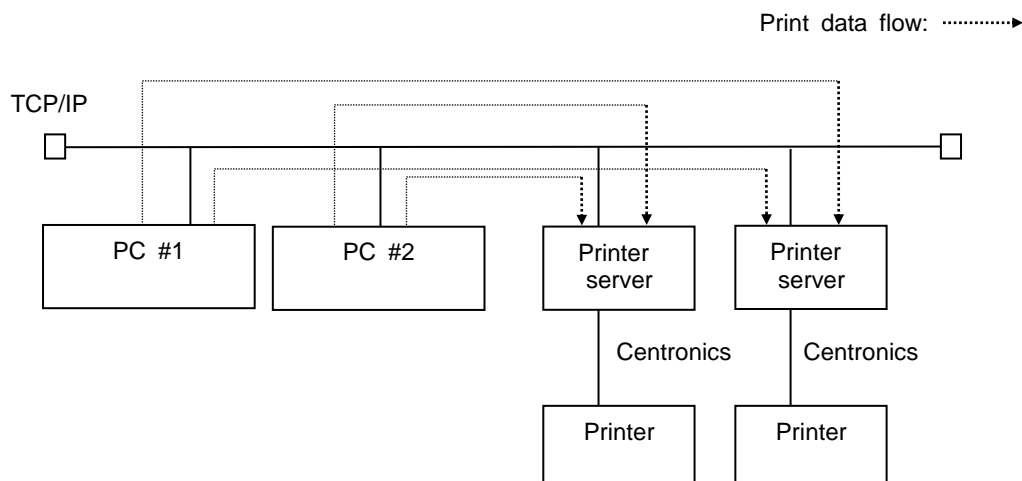 Print data flow:
TCP/IP
PC #1
PC #2
Printer
server
Printer
server
Centronics
Centronics
Printer
Printer